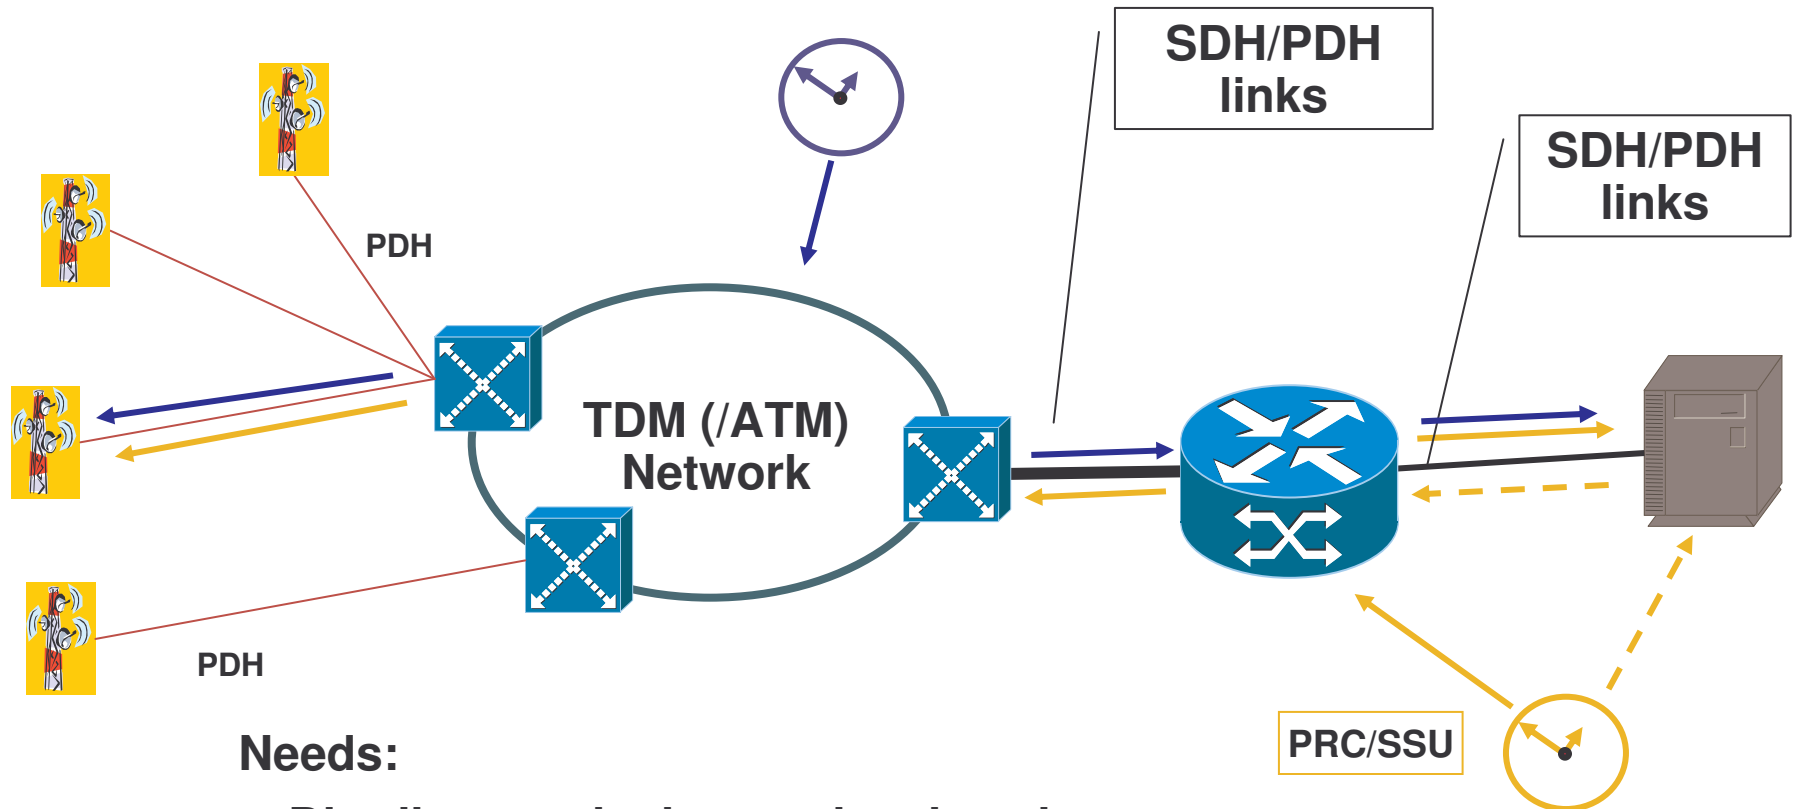 SDH/PDH
links
SDH/PDH
links
PDH
TDM (/ATM)
Network
PDH
PRC/SSU
Needs: